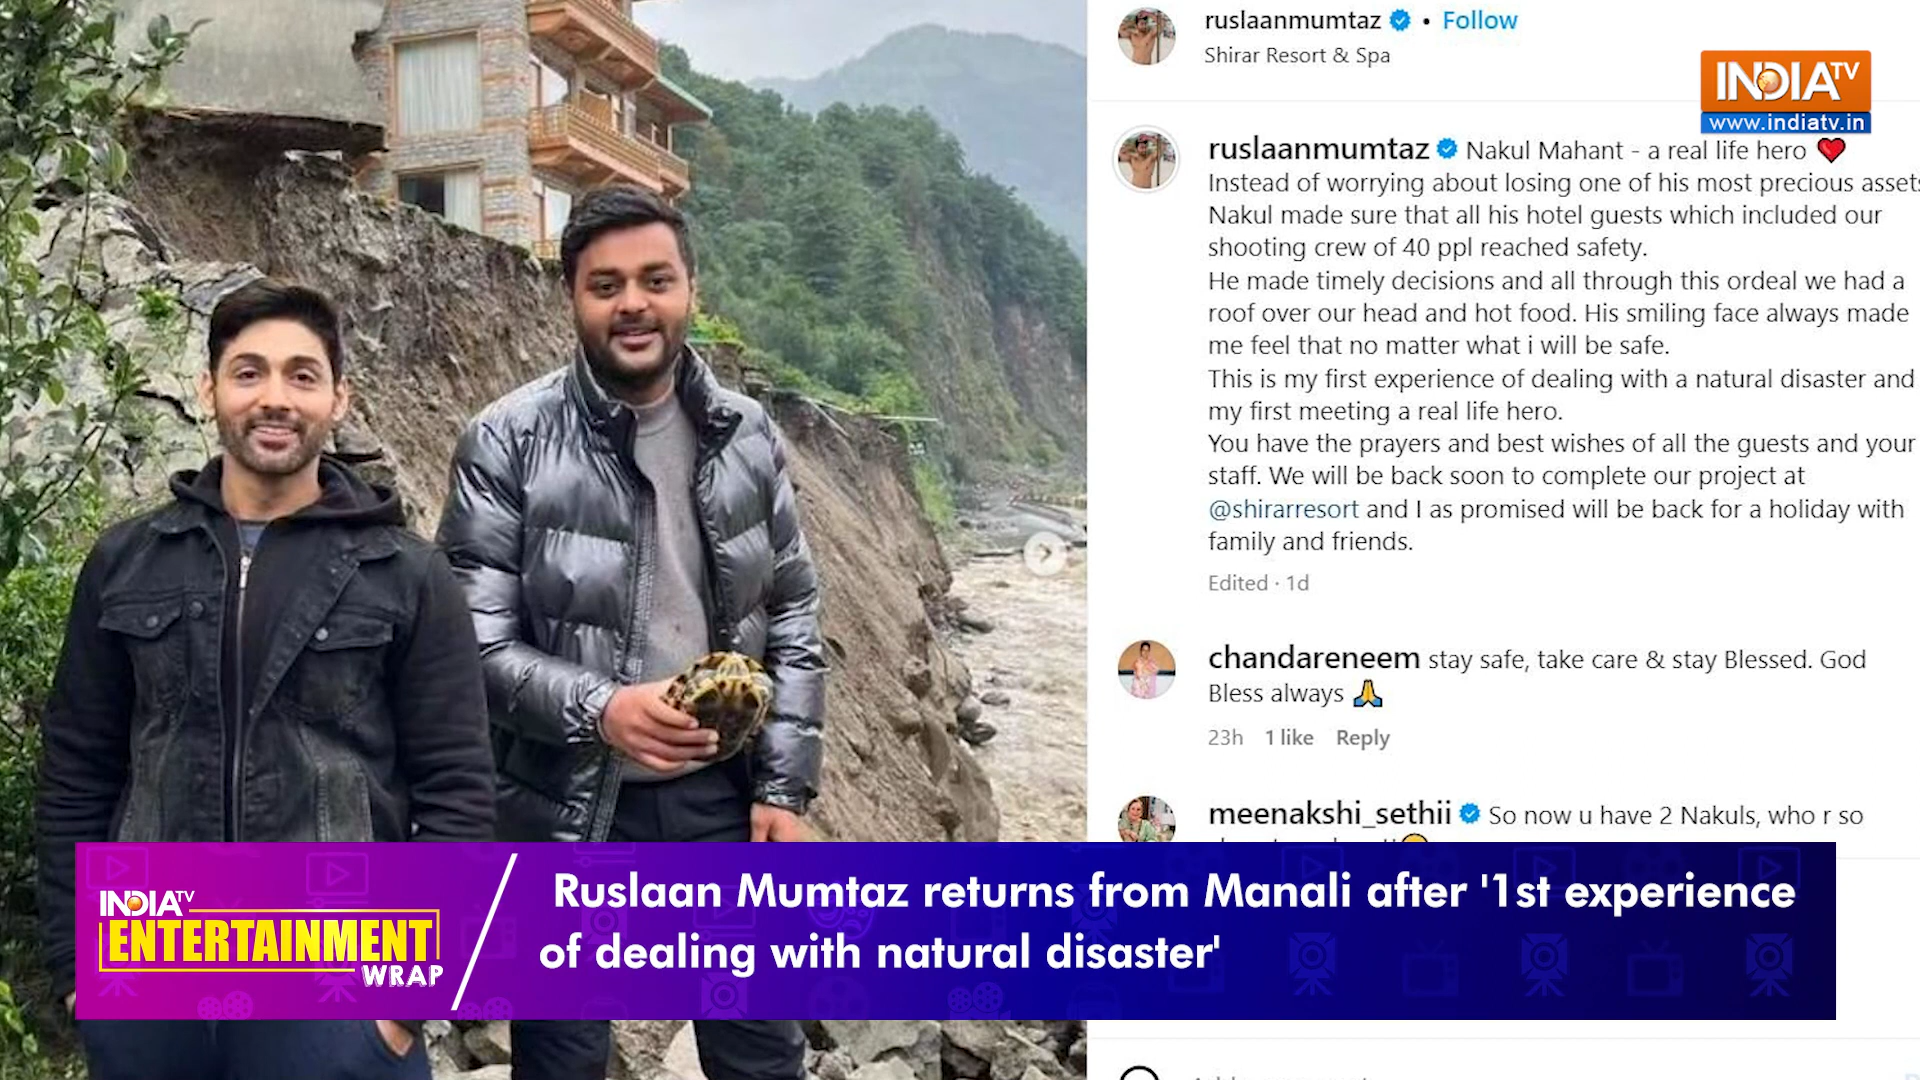 ruslaanmumtaz • Follow
Shirar Resort & Spa
INDIA TV
www.indiatv.in
ruslaanmumtaz Nakul Mahant - a real life hero ❤️
Instead of worrying about losing one of his most precious assets
Nakul made sure that all his hotel guests which included our
shooting crew of 40 ppl reached safety.
He made timely decisions and all through this ordeal we had a
roof over our head and hot food. His smiling face always made
me feel that no matter what i will be safe.
This is my first experience of dealing with a natural disaster and
my first meeting a real life hero.
You have the prayers and best wishes of all the guests and your
staff. We will be back soon to complete our project at
@shirarresort and I as promised will be back for a holiday with
family and friends.
Edited · 1d
chandareneem stay safe, take care & stay Blessed. God
Bless always 🙏
23h 1 like Reply
meenakshi_sethii So now u have 2 Nakuls, who r so
INDIA TV
ENTERTAINMENT
WRAP
Ruslaan Mumtaz returns from Manali after '1st experience
of dealing with natural disaster'